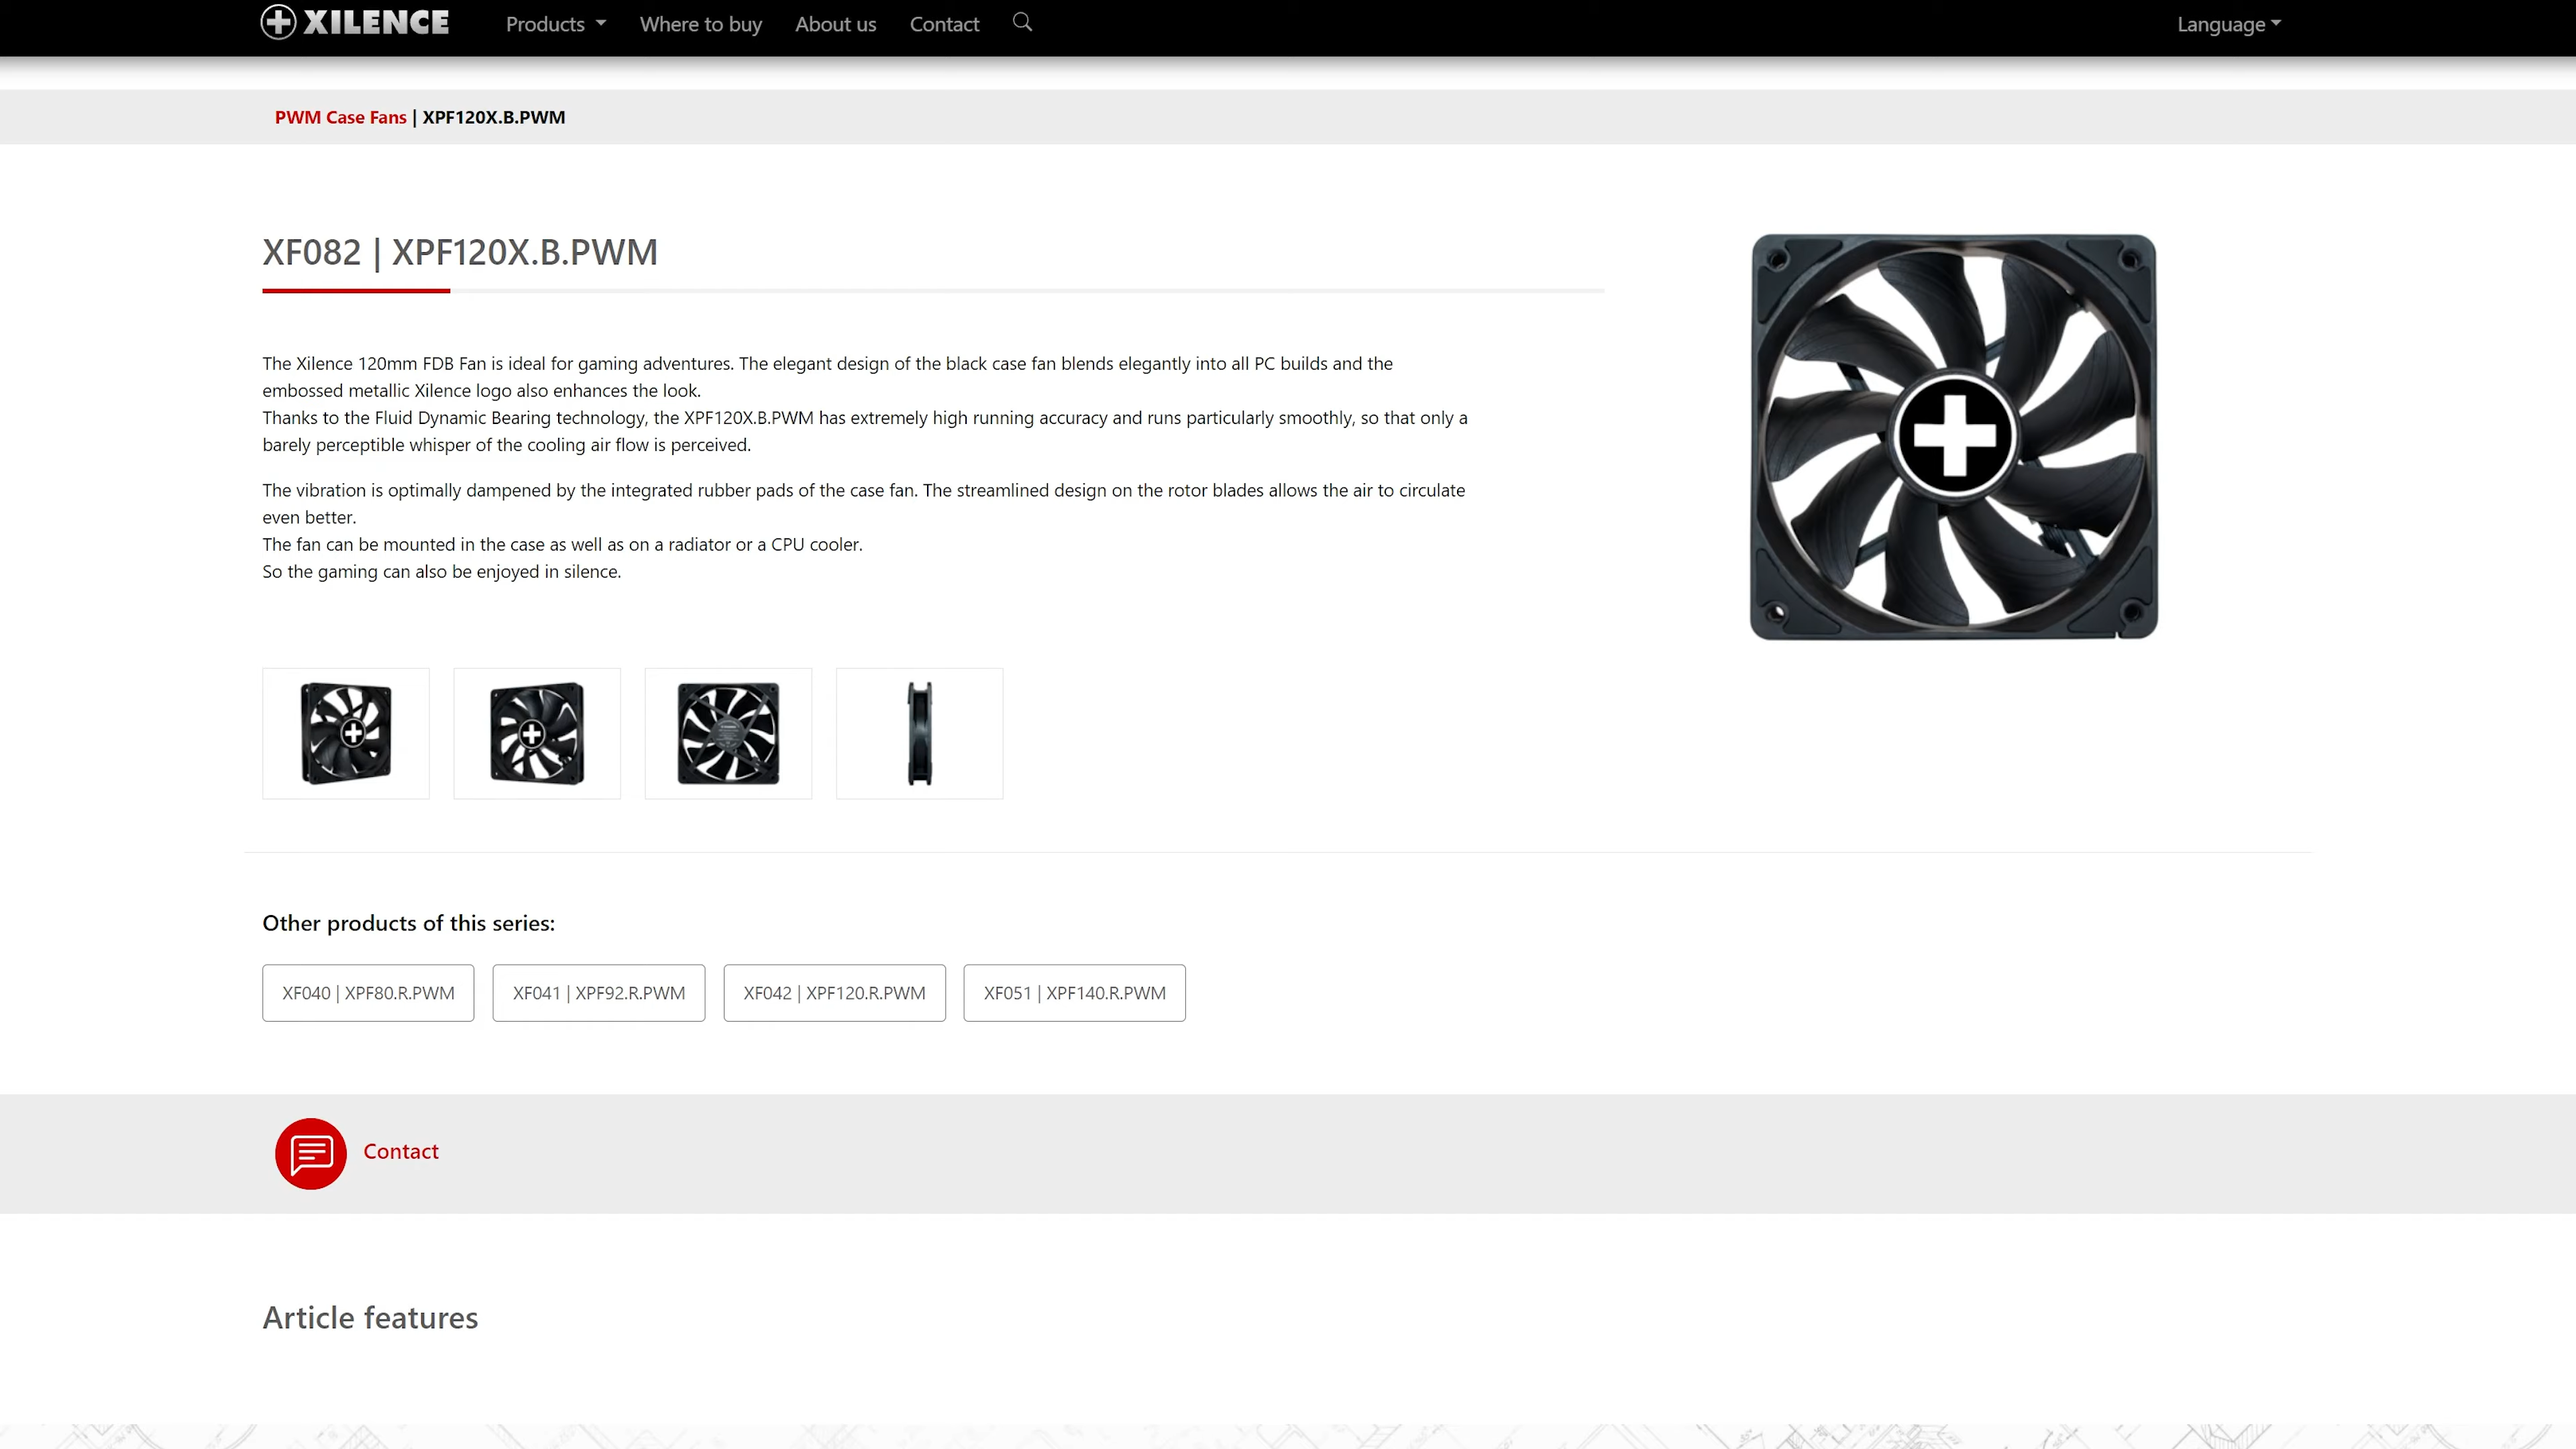 XILENCE
Products
Where to buy
About us
Contact
Language
PWM Case Fans | XPF120X.B.PWM
XF082 | XPF120X.B.PWM
The Xilence 120mm FDB Fan is ideal for gaming adventures. The elegant design of the black case fan blends elegantly into all PC builds and the
embossed metallic Xilence logo also enhances the look.
Thanks to the Fluid Dynamic Bearing technology, the XPF120X.B.PWM has extremely high running accuracy and runs particularly smoothly, so that only a
barely perceptible whisper of the cooling air flow is perceived.
The vibration is optimally dampened by the integrated rubber pads of the case fan. The streamlined design on the rotor blades allows the air to circulate
even better.
The fan can be mounted in the case as well as on a radiator or a CPU cooler.
So the gaming can also be enjoyed in silence.
Other products of this series:
XF040 | XPF80.R.PWM
XF041 | XPF92.R.PWM
XF042 | XPF120.R.PWM
XF051 | XPF140.R.PWM
Contact
Article features